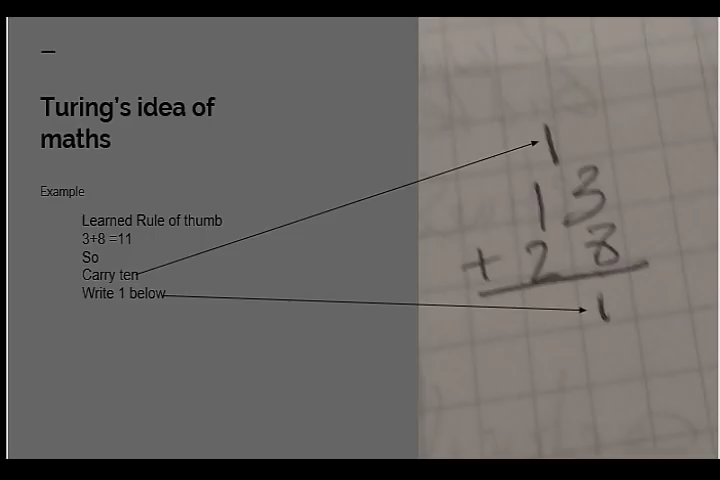 Turing's idea of
maths
Example
Learned Rule of thumb
3+8 =11
So
Carry ten
Write 1 below
1
13
+ 28
1